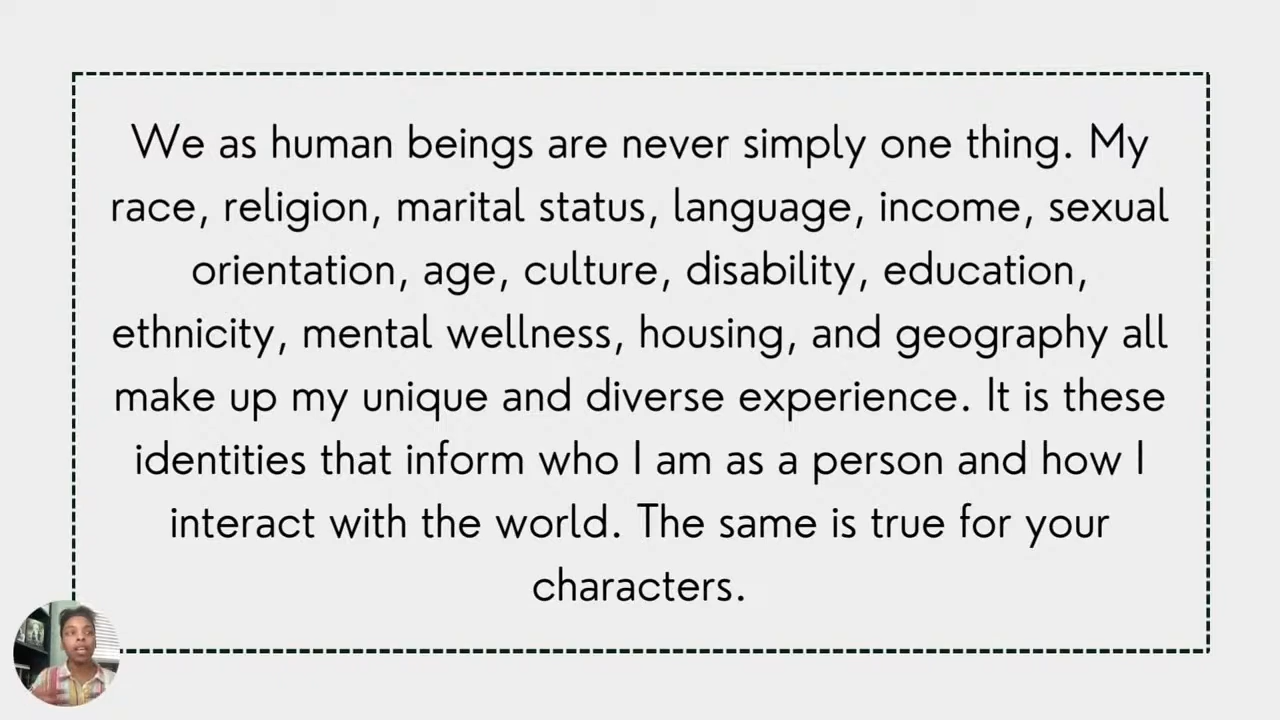 We as human beings are never simply one thing. My
race, religion, marital status, language, income, sexual
orientation, age, culture, disability, education,
ethnicity, mental wellness, housing, and geography all
make up my unique and diverse experience. It is these
identities that inform who I am as a person and how I
interact with the world. The same is true for your
characters.